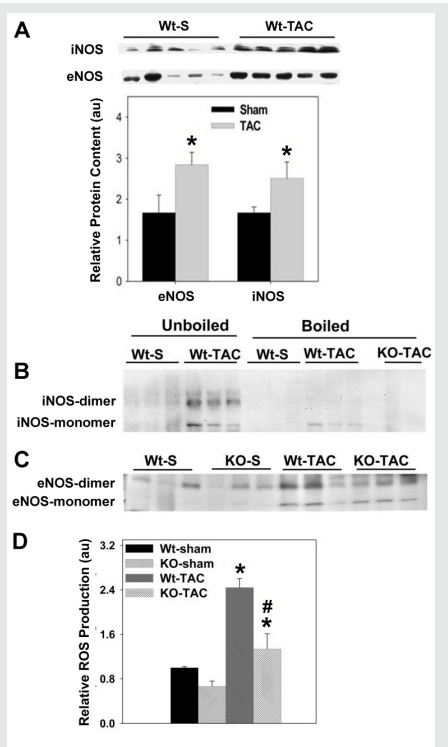 A
Wt-S Wt-TAC
iNOS
eNOS
Relative Protein Content (au)
4
3
2
1
0
Sham
TAC
*
*
eNOS iNOS
Unboiled Boiled
Wt-S Wt-TAC Wt-S Wt-TAC KO-TAC
B
iNOS-dimer
iNOS-monomer
C
Wt-S KO-S Wt-TAC KO-TAC
eNOS-dimer
eNOS-monomer
D
Relative ROS Production (au)
3.2
2.4
1.6
0.8
0.0
Wt-sham
KO-sham
Wt-TAC
KO-TAC
*
#
*